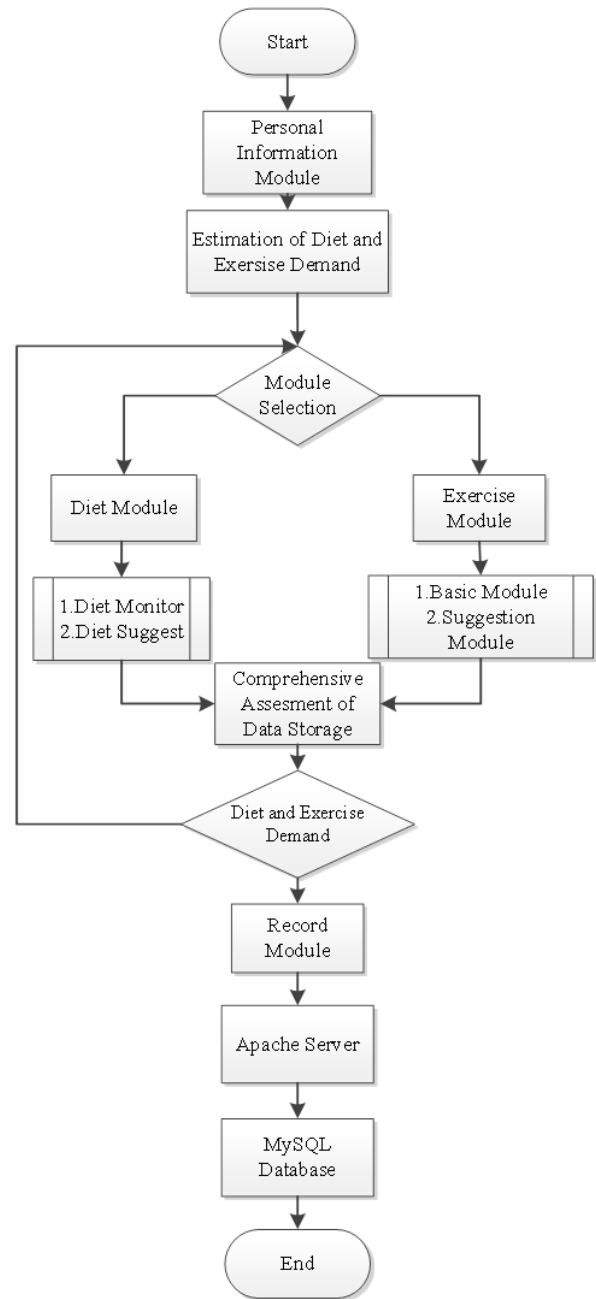 Start
Personal
Information
Module
Estimation of Diet and
Exersise Demand
Module
Selection
Diet Module
Exercise
Module
1.Diet Monitor
2.Diet Suggest
1.Basic Module
2.Suggestion
Module
Comprehensive
Assesment of
Data Storage
Diet and Exercise
Demand
Record
Module
Apache Server
MySQL
Database
End